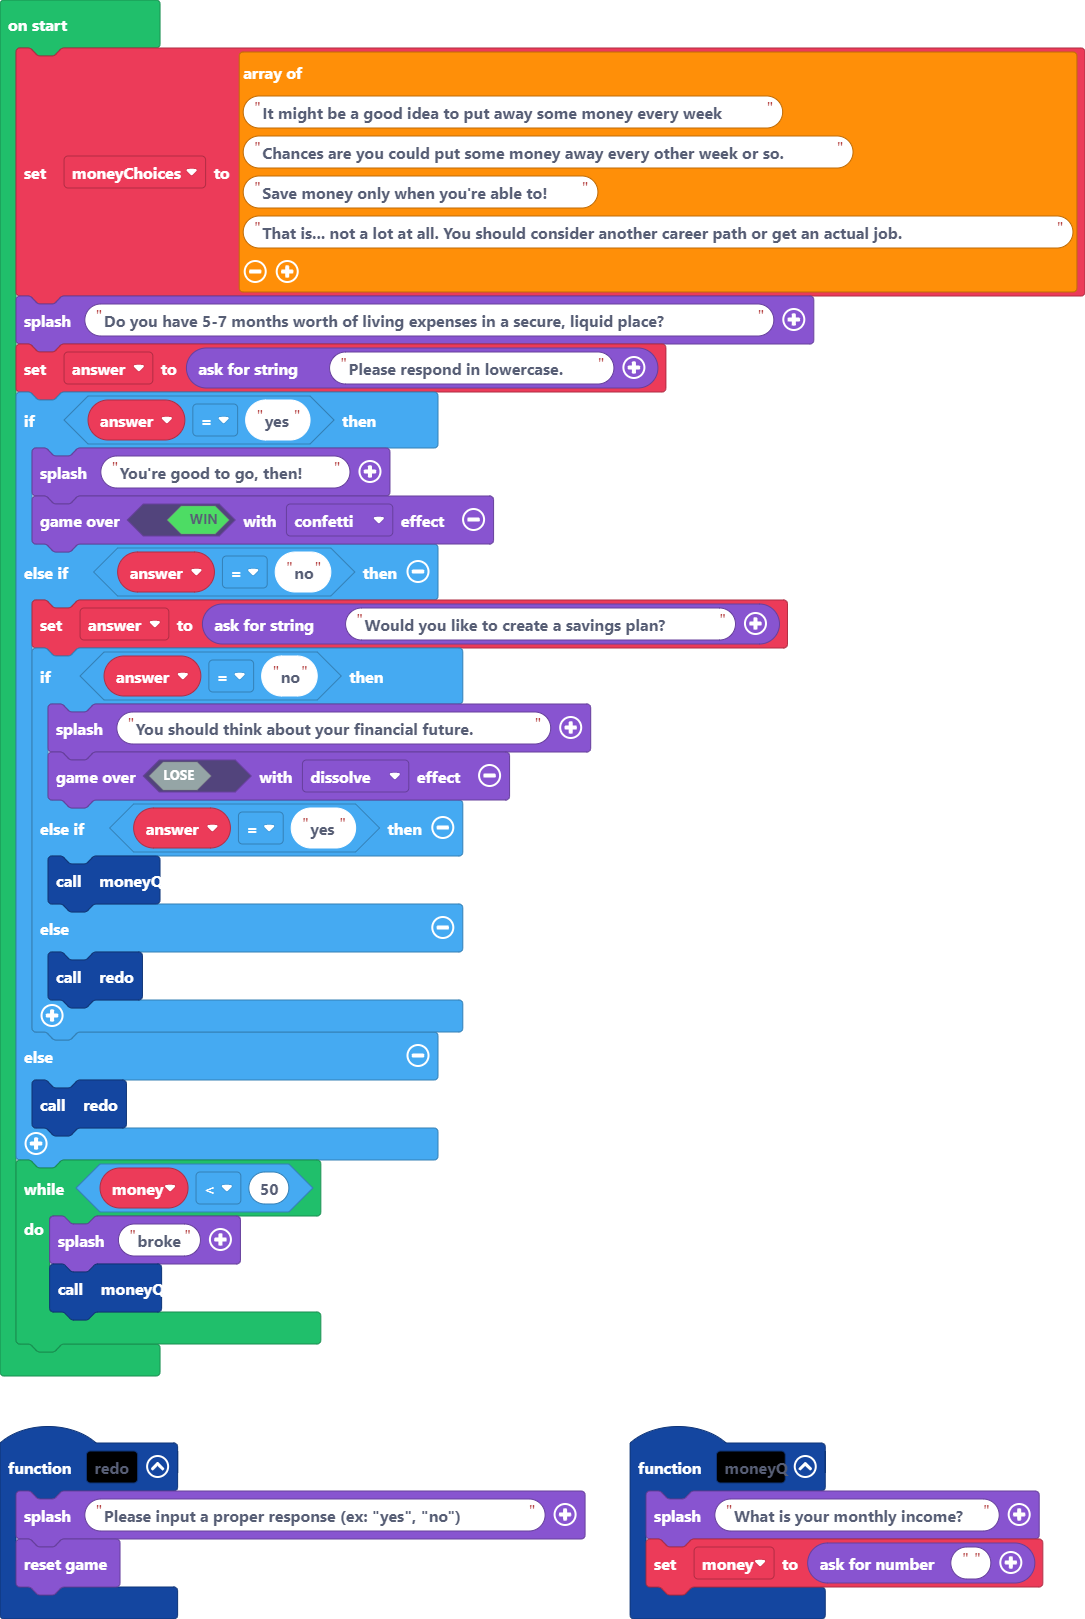 on start
set moneyChoices to
array of
"It might be a good idea to put away some money every week "
"Chances are you could put some money away every other week or so. "
"Save money only when you're able to! "
"That is... not a lot at all. You should consider another career path or get an actual job. "
splash "Do you have 5-7 months worth of living expenses in a secure, liquid place? "
set answer to ask for string "Please respond in lowercase. "
if answer = "yes" then
splash "You're good to go, then! "
game over WIN with confetti effect
else if answer = "no" then
set answer to ask for string "Would you like to create a savings plan? "
if answer = "no" then
splash "You should think about your financial future. "
game over LOSE with dissolve effect
else if answer = "yes" then
call moneyQ
else
call redo
else
call redo
while money < 50
do splash "broke"
call moneyQ
function redo
splash "Please input a proper response (ex: "yes", "no") "
reset game
function moneyQ
splash "What is your monthly income? "
set money to ask for number " "